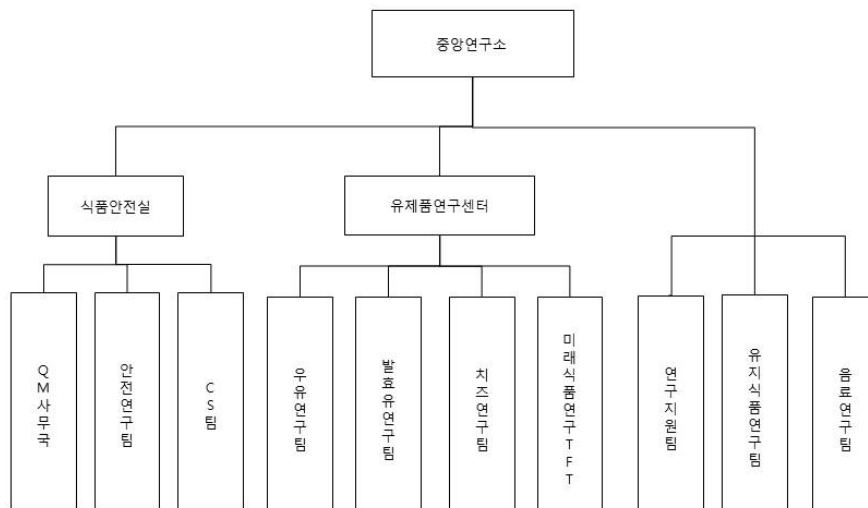 중앙연구소
식품안전실
유제품연구센터
QM사무국
안전연구팀
CS팀
우유연구팀
발효유연구팀
치즈연구팀
미래식품연구TFT
연구지원팀
유지식품연구팀
음료연구팀